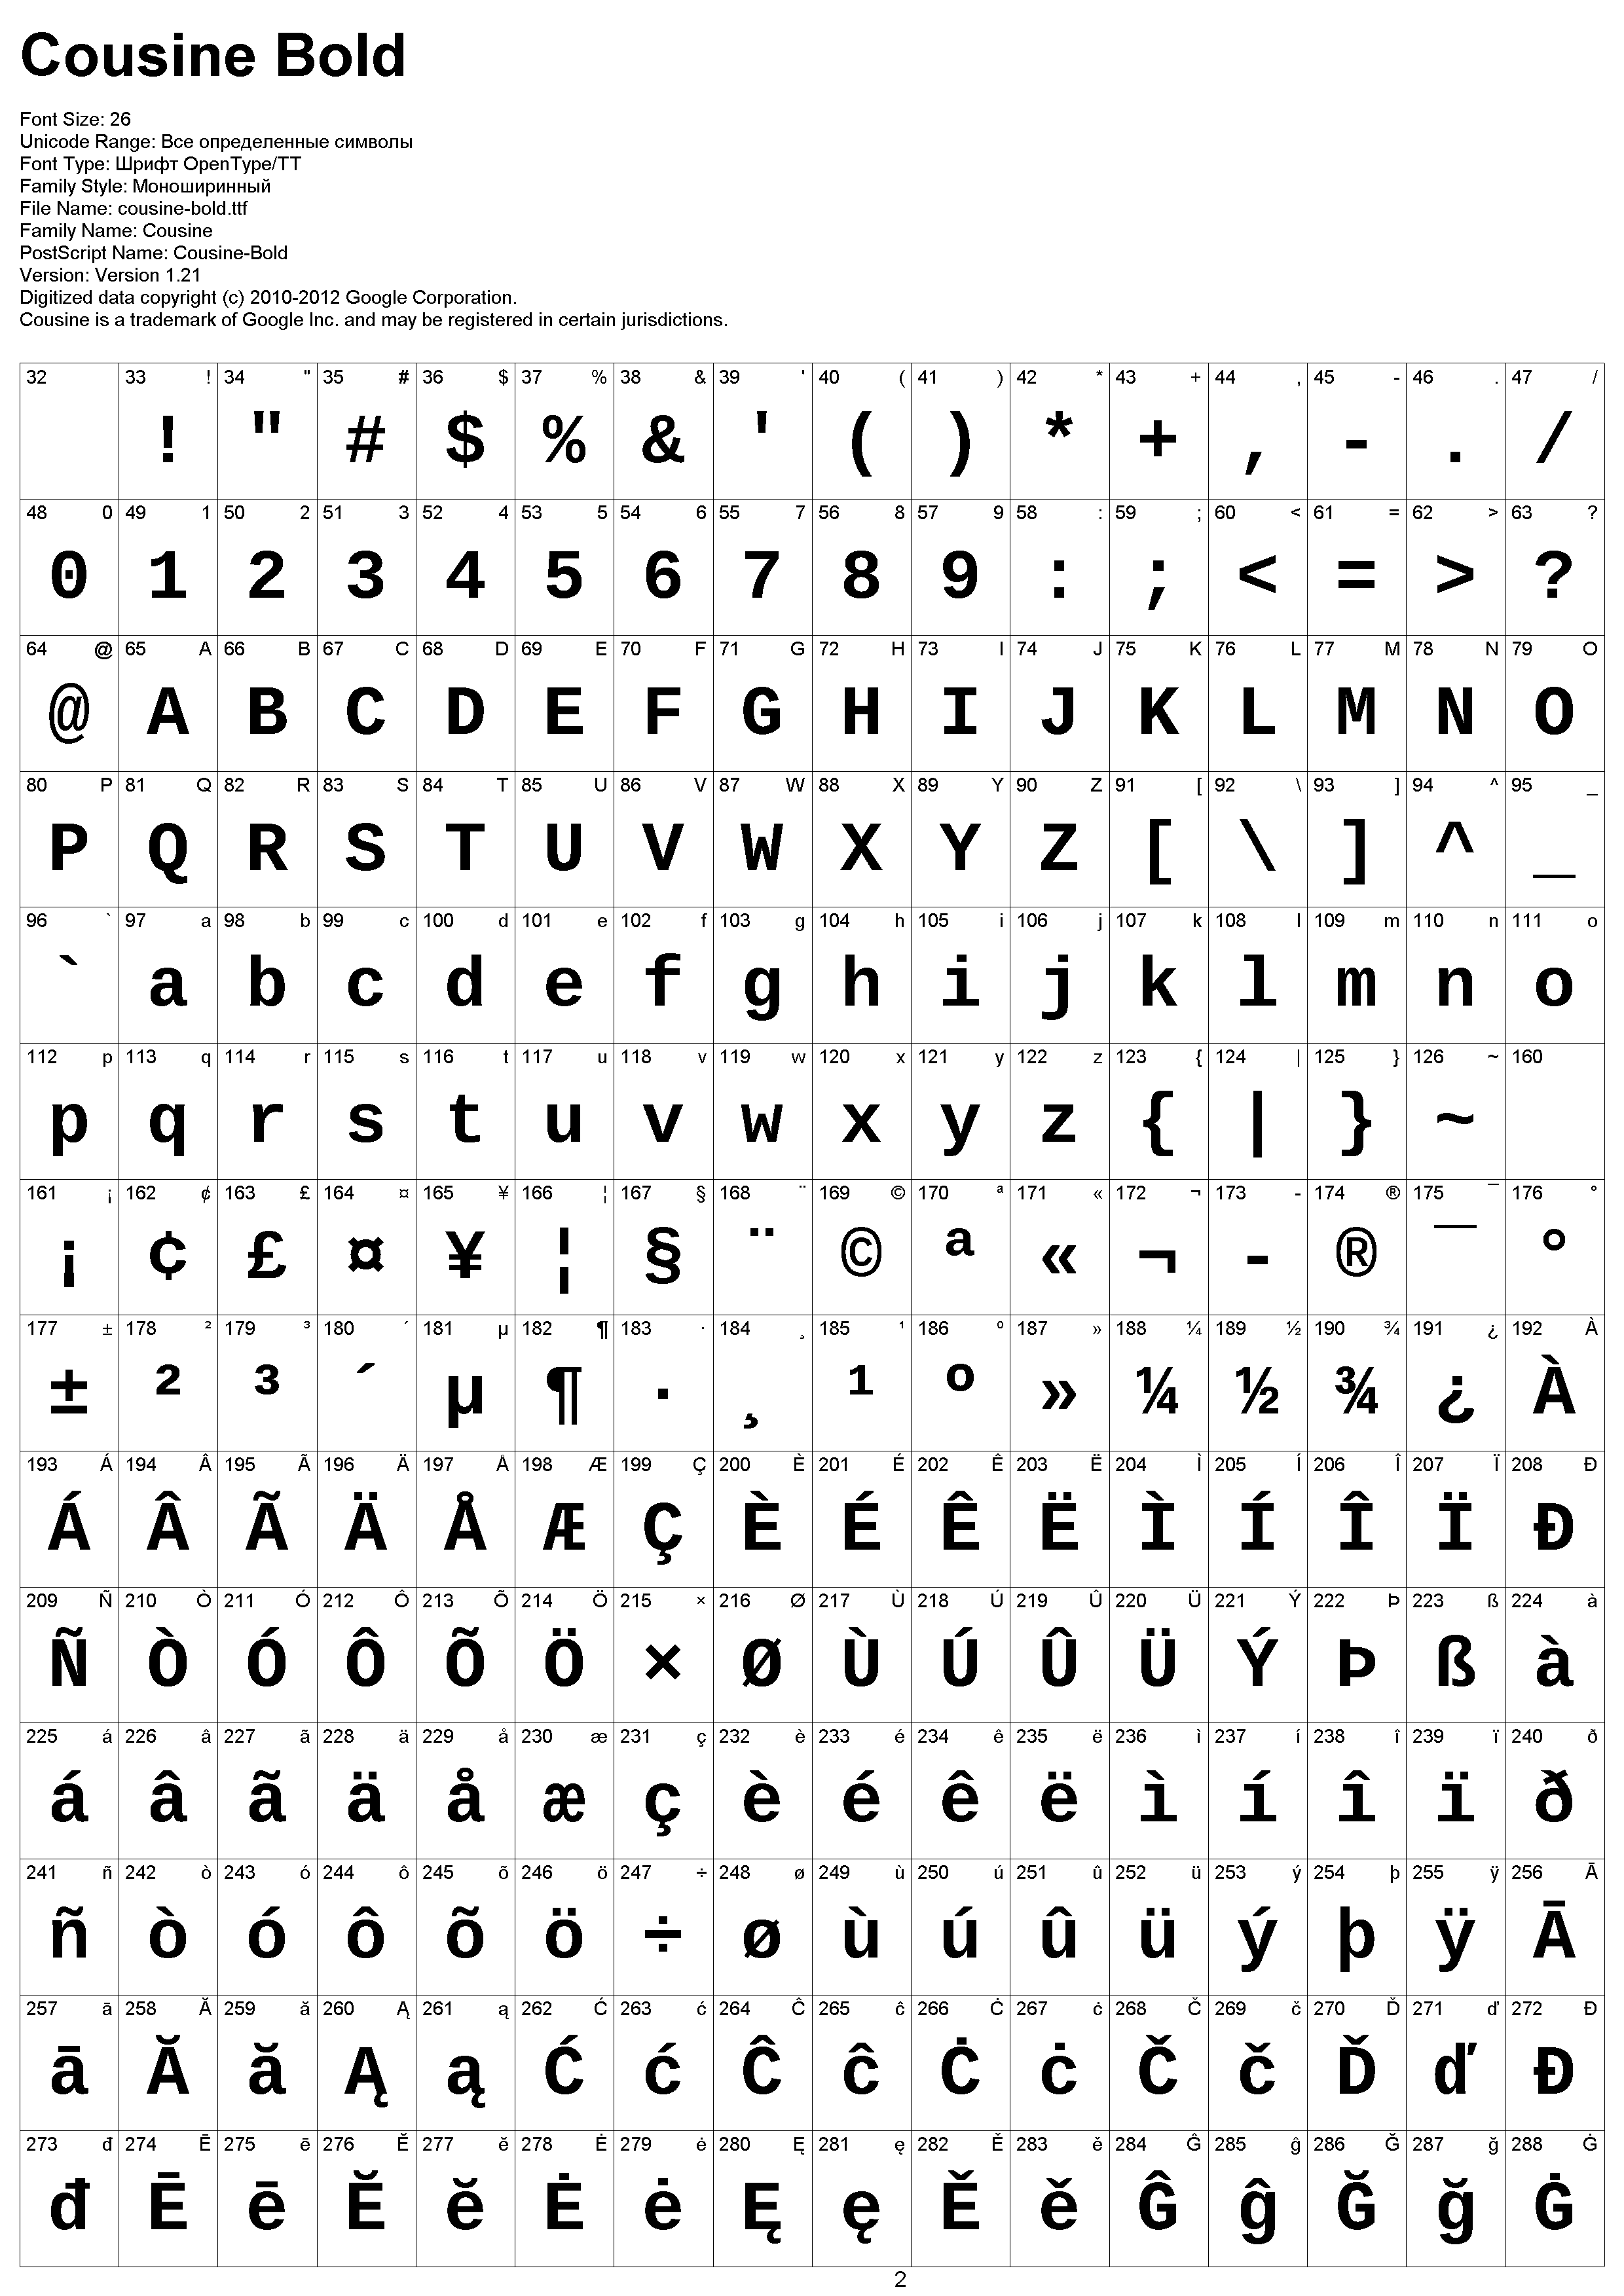 Cousine Bold
Font Size: 26
Unicode Range: Все определенные символы
Font Type: Шрифт OpenType/TT
Family Style: Моноширинный
File Name: cousine-bold.ttf
Family Name: Cousine
PostScript Name: Cousine-Bold
Version: Version 1.21
Digitized data copyright (c) 2010-2012 Google Corporation.
Cousine is a trademark of Google Inc. and may be registered in certain jurisdictions.
32 33 ! 34 " 35 # 36 $ 37 % 38 & 39 ' 40 ( 41 ) 42 * 43 + 44 , 45 - 46 . 47 /
! " # $ % & ' ( ) * + , - . /
48 0 49 1 50 2 51 3 52 4 53 5 54 6 55 7 56 8 57 9 58 : 59 ; 60 < 61 = 62 > 63 ?
0 1 2 3 4 5 6 7 8 9 : ; < = > ?
64 @ 65 A 66 B 67 C 68 D 69 E 70 F 71 G 72 H 73 I 74 J 75 K 76 L 77 M 78 N 79 O
@ A B C D E F G H I J K L M N O
80 P 81 Q 82 R 83 S 84 T 85 U 86 V 87 W 88 X 89 Y 90 Z 91 [ 92 \ 93 ] 94 ^ 95 _
P Q R S T U V W X Y Z [ \ ] ^ _
96 ` 97 a 98 b 99 c 100 d 101 e 102 f 103 g 104 h 105 i 106 j 107 k 108 l 109 m 110 n 111 o
` a b c d e f g h i j k l m n o
112 p 113 q 114 r 115 s 116 t 117 u 118 v 119 w 120 x 121 y 122 z 123 { 124 | 125 } 126 ~ 160
p q r s t u v w x y z { | } ~
161 ¡ 162 ¢ 163 £ 164 ¤ 165 ¥ 166 ¦ 167 § 168 ¨ 169 © 170 ª 171 « 172 ¬ 173 - 174 ® 175 ¯ 176 °
¡ ¢ £ ¤ ¥ ¦ § ¨ © ª « ¬ - ® ¯ °
177 ± 178 ² 179 ³ 180 ´ 181 µ 182 ¶ 183 · 184 ¸ 185 ¹ 186 º 187 » 188 ¼ 189 ½ 190 ¾ 191 ¿ 192 À
± ² ³ ´ µ ¶ · ¸ ¹ º » ¼ ½ ¾ ¿ À
193 Á 194 Â 195 Ã 196 Ä 197 Å 198 Æ 199 Ç 200 È 201 É 202 Ê 203 Ë 204 Ì 205 Í 206 Î 207 Ï 208 Ð
Á Â Ã Ä Å Æ Ç È É Ê Ë Ì Í Î Ï Ð
209 Ñ 210 Ò 211 Ó 212 Ô 213 Õ 214 Ö 215 × 216 Ø 217 Ù 218 Ú 219 Û 220 Ü 221 Ý 222 Þ 223 ß 224 à
Ñ Ò Ó Ô Õ Ö × Ø Ù Ú Û Ü Ý Þ ß à
225 á 226 â 227 ã 228 ä 229 å 230 æ 231 ç 232 è 233 é 234 ê 235 ë 236 ì 237 í 238 î 239 ï 240 ð
á â ã ä å æ ç è é ê ë ì í î ï ð
241 ñ 242 ò 243 ó 244 ô 245 õ 246 ö 247 ÷ 248 ø 249 ù 250 ú 251 û 252 ü 253 ý 254 þ 255 ÿ 256 Ā
ñ ò ó ô õ ö ÷ ø ù ú û ü ý þ ÿ Ā
257 ā 258 Ă 259 ă 260 Ą 261 ą 262 Ć 263 ć 264 Ĉ 265 ĉ 266 Ċ 267 ċ 268 Č 269 č 270 Ď 271 ď 272 Đ
ā Ă ă Ą ą Ć ć Ĉ ĉ Ċ ċ Č č Ď ď Đ
273 đ 274 Ē 275 ē 276 Ĕ 277 ĕ 278 Ė 279 ė 280 Ę 281 ę 282 Ě 283 ě 284 Ĝ 285 ĝ 286 Ğ 287 ğ 288 Ġ
đ Ē ē Ĕ ĕ Ė ė Ę ę Ě ě Ĝ ĝ Ğ ğ Ġ
2